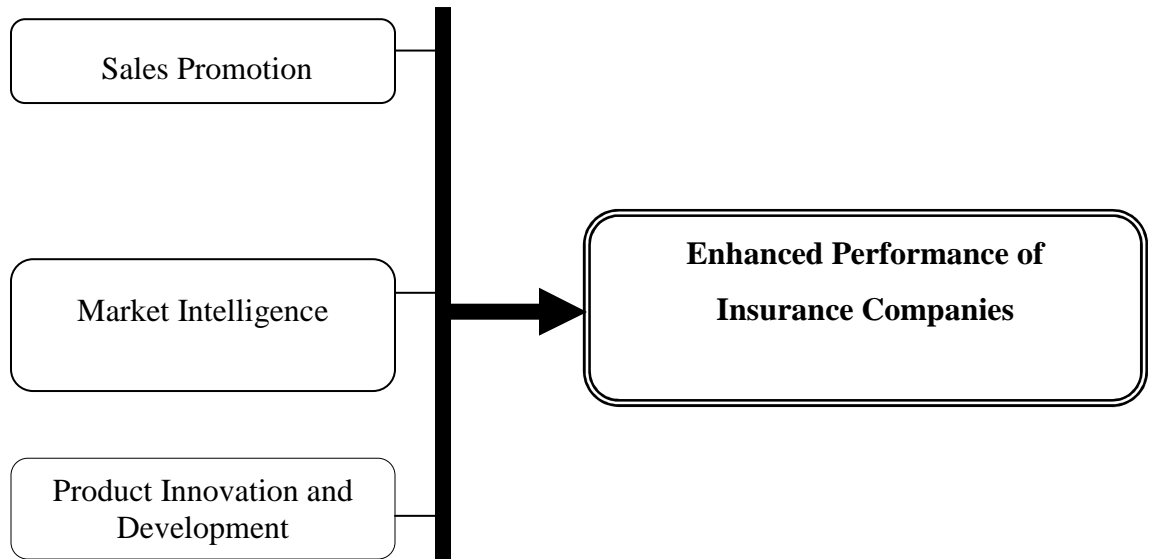 Sales Promotion
Market Intelligence
Product Innovation and
Development
Enhanced Performance of
Insurance Companies